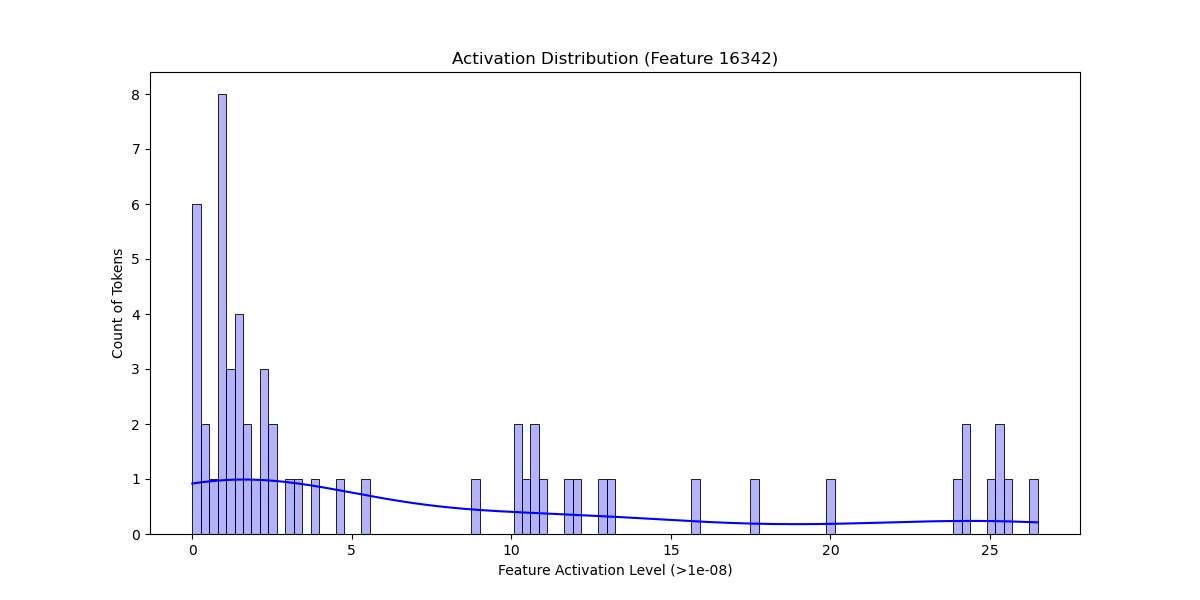 Activation Distribution (Feature 16342)
8
7
6
5
4
3
2
1
0
Count of Tokens
0 5 10 15 20 25
Feature Activation Level (>1e-08)